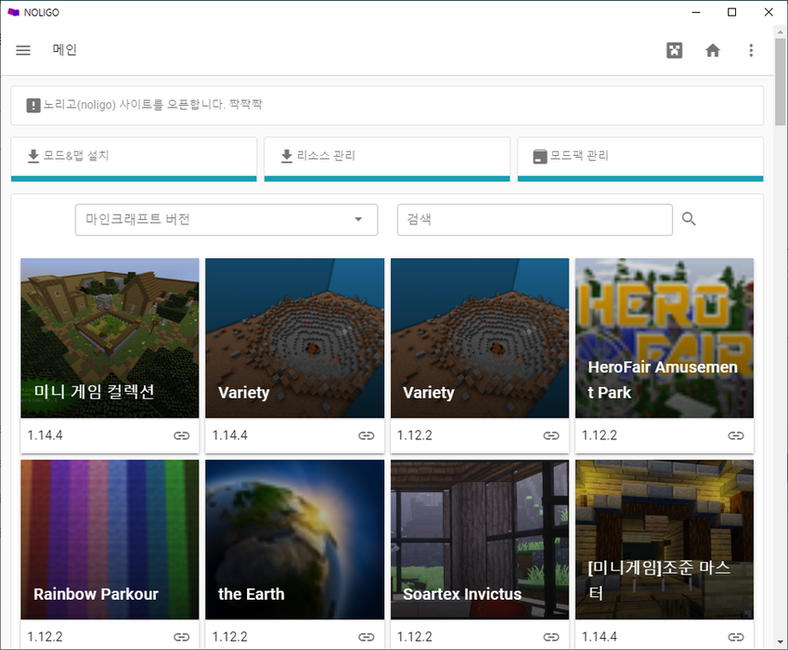 NOLIGO
메인
노리고(noligo) 사이트를 오픈합니다. 짝짝짝
모드&맵 설치
리소스 관리
모드팩 관리
마인크래프트 버전
검색
미니 게임 컬렉션
Variety
Variety
HERO
FAIR
HeroFair Amusemen
t Park
1.14.4
1.14.4
1.12.2
1.12.2
Rainbow Parkour
the Earth
Soartex Invictus
[미니게임]조준 마스
터
1.12.2
1.12.2
1.12.2
1.14.4